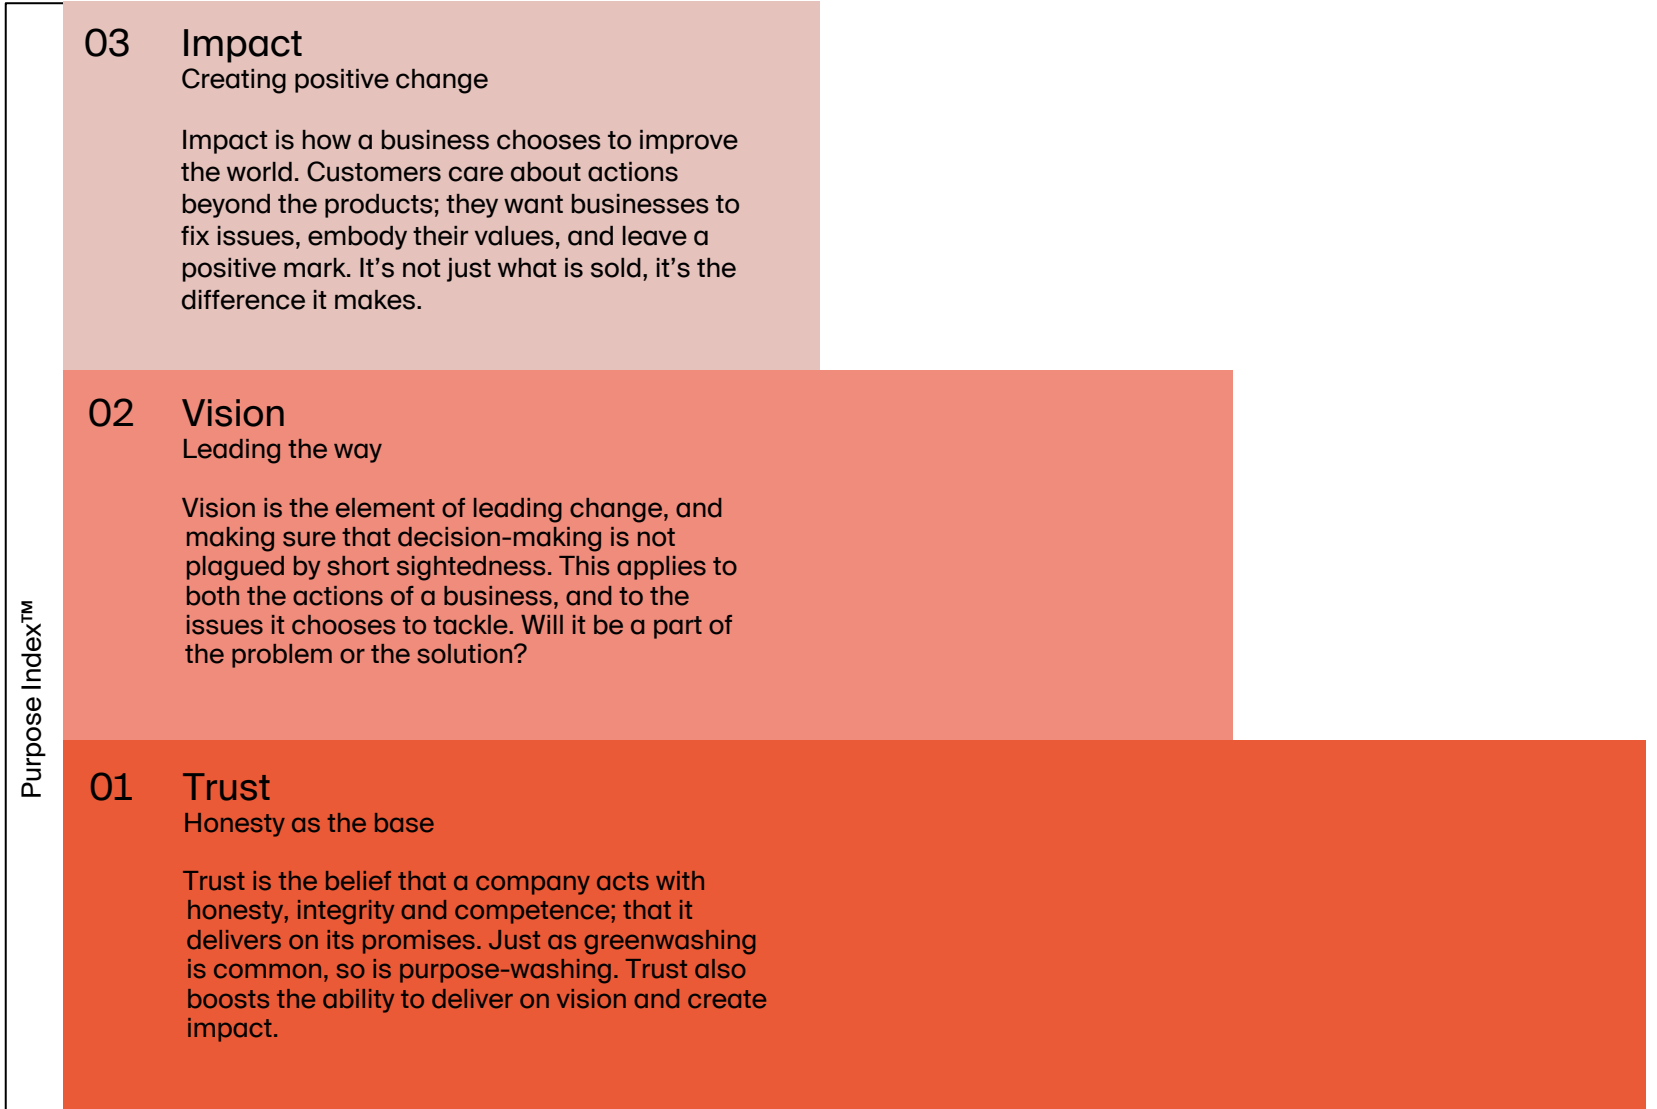 03
Impact
Creating positive change
Impact is how a business chooses to improve
the world. Customers care about actions
beyond the products; they want businesses to
fix issues, embody their values, and leave a
positive mark. It’s not just what is sold, it’s the
difference it makes.
02
Vision
Leading the way
Vision is the element of leading change, and
making sure that decision-making is not
plagued by short sightedness. This applies to
both the actions of a business, and to the
issues it chooses to tackle. Will it be a part of
the problem or the solution?
01
Trust
Honesty as the base
Trust is the belief that a company acts with
honesty, integrity and competence; that it
delivers on its promises. Just as greenwashing
is common, so is purpose-washing. Trust also
boosts the ability to deliver on vision and create
impact.
Purpose Index™